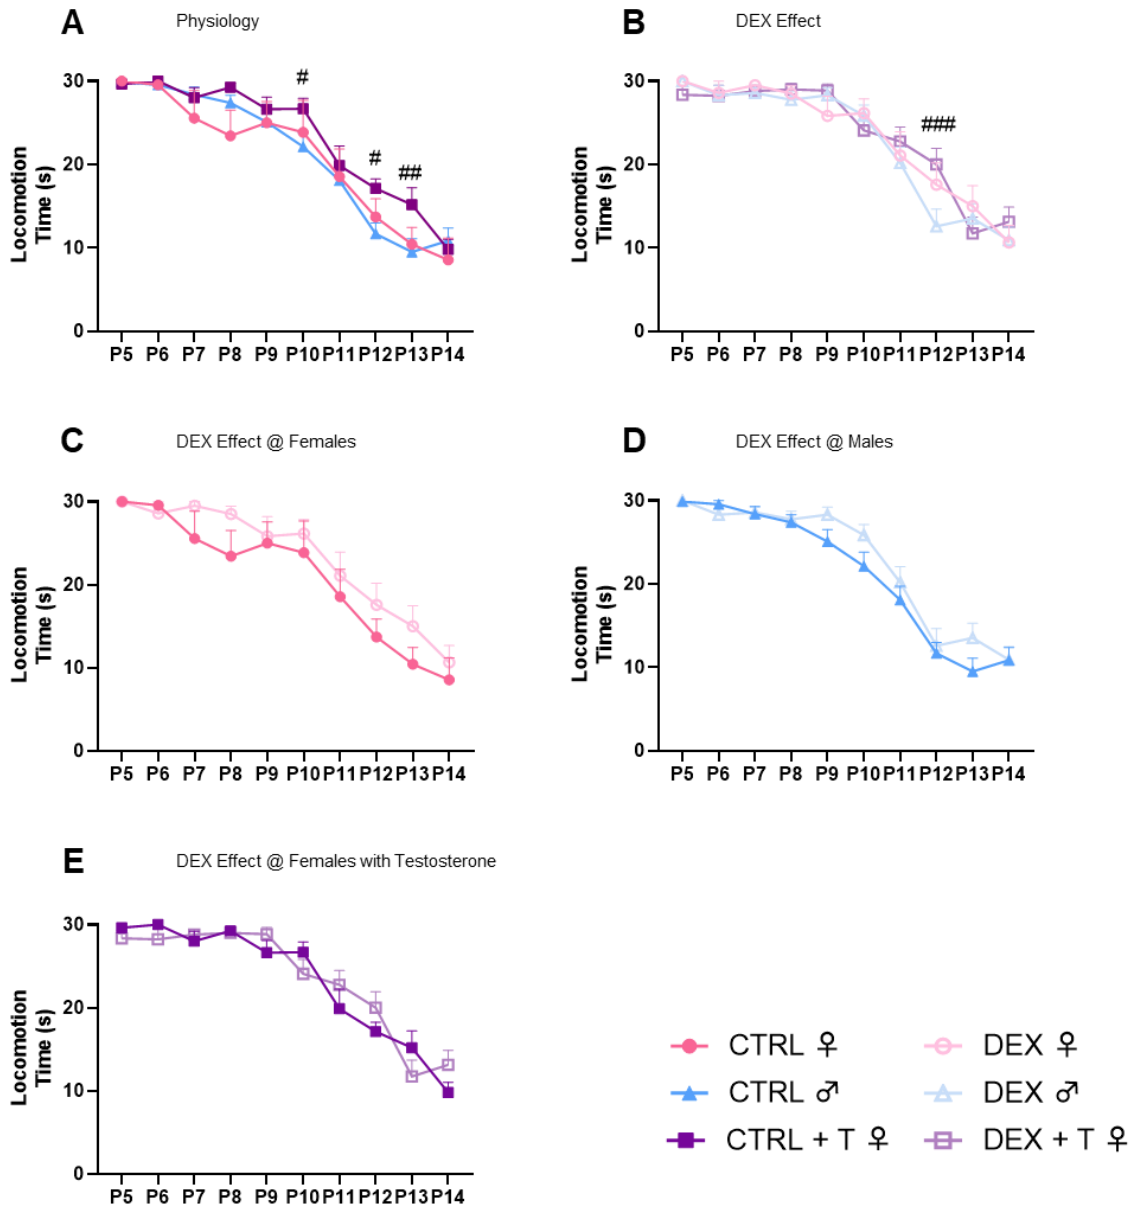 A
Physiology
30
20
10
0
Locomotion
Time (s)
#
#
##
P5 P6 P7 P8 P9 P10 P11 P12 P13 P14
B
DEX Effect
30
20
10
0
Locomotion
Time (s)
###
P5 P6 P7 P8 P9 P10 P11 P12 P13 P14
C
DEX Effect @ Females
30
20
10
0
Locomotion
Time (s)
P5 P6 P7 P8 P9 P10 P11 P12 P13 P14
D
DEX Effect @ Males
30
20
10
0
Locomotion
Time (s)
P5 P6 P7 P8 P9 P10 P11 P12 P13 P14
E
DEX Effect @ Females with Testosterone
30
20
10
0
Locomotion
Time (s)
P5 P6 P7 P8 P9 P10 P11 P12 P13 P14
CTRL ♀
DEX ♀
CTRL ♂
DEX ♂
CTRL + T ♀
DEX + T ♀